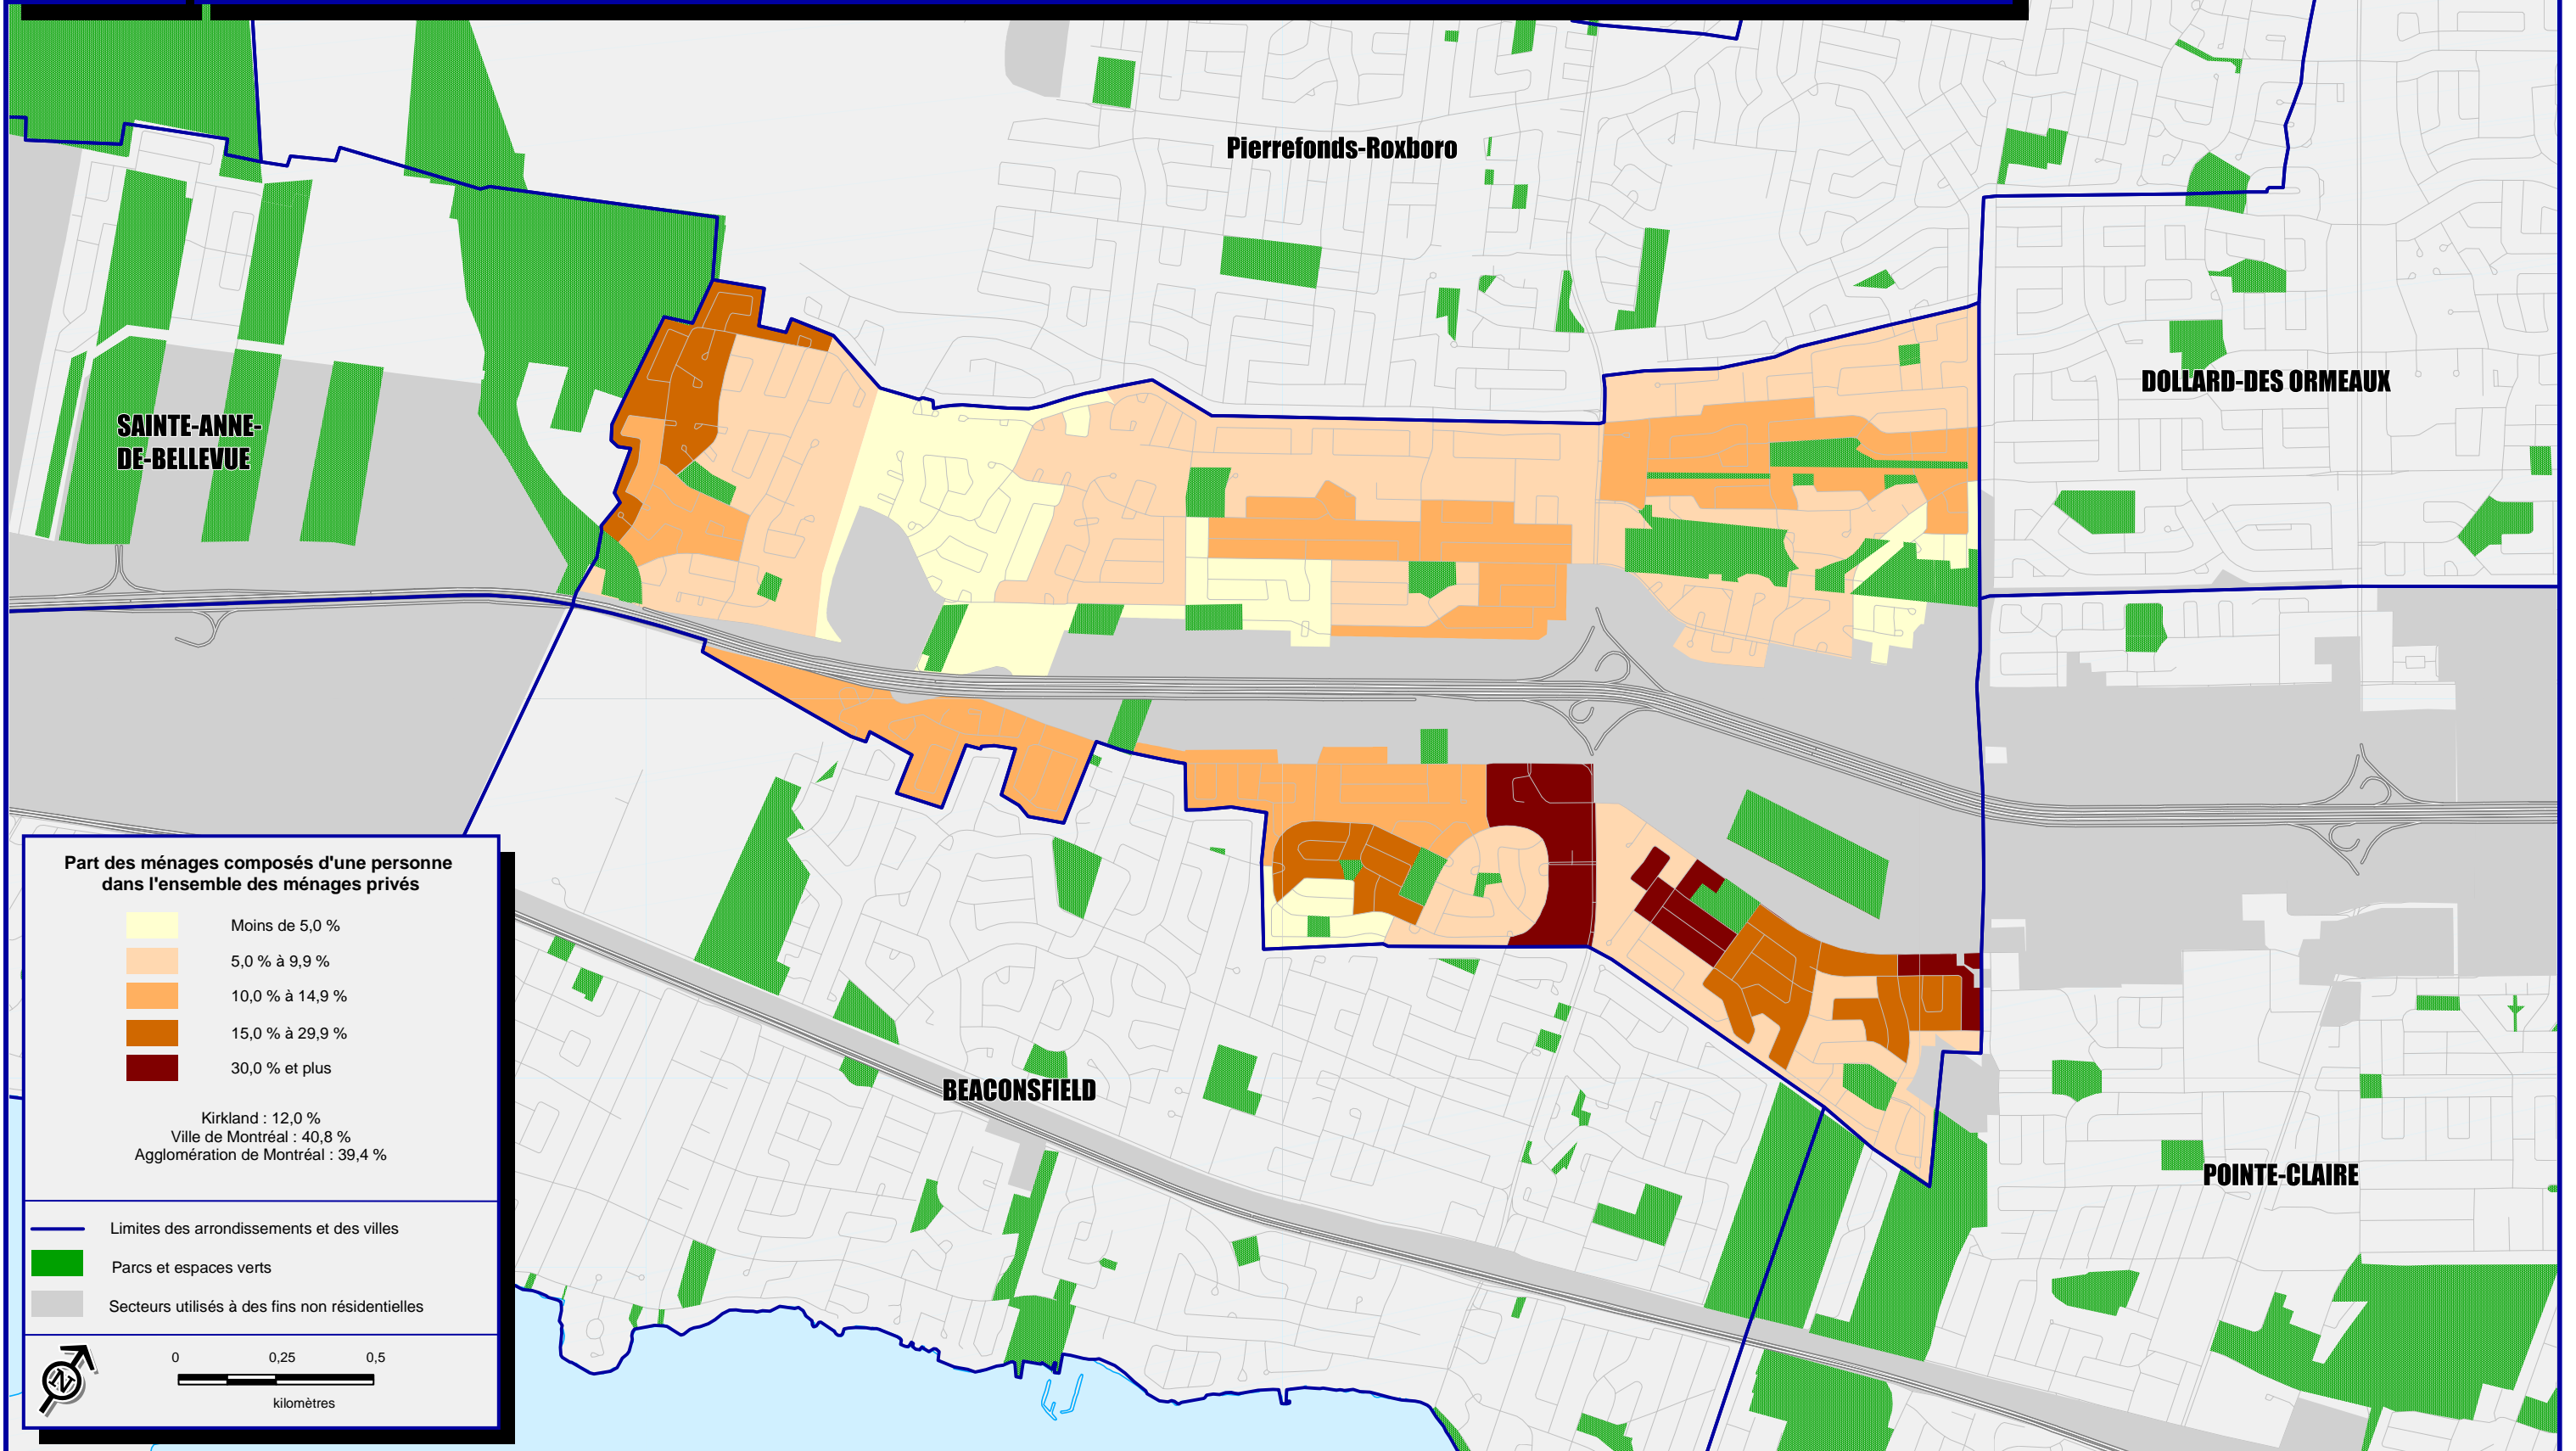 Pierrefonds-Roxboro
DOLLARD-DES ORMEAUX
SAINTE-ANNE-
DE-BELLEVUE
BEACONSFIELD
POINTE-CLAIRE
Part des ménages composés d'une personne
dans l'ensemble des ménages privés
Moins de 5,0 %
5,0 % à 9,9 %
10,0 % à 14,9 %
15,0 % à 29,9 %
30,0 % et plus
Kirkland : 12,0 %
Ville de Montréal : 40,8 %
Agglomération de Montréal : 39,4 %
Limites des arrondissements et des villes
Parcs et espaces verts
Secteurs utilisés à des fins non résidentielles
N
0 0,25 0,5
kilomètres